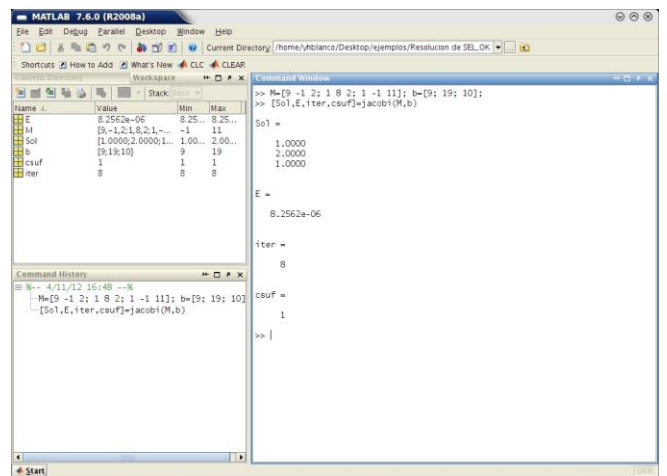 MATLAB 7.6.0 (R2008a)
File Edit Debug Parallel Desktop Window Help
Current Directory: /home/yhblanco/Desktop/ejemplos/Resolucion de SEL_OK
Shortcuts How to Add What's New CLC CLEAR
Current Directory Workspace
Stack:
Name Value Min Max
E 8.2562e-06 8.25... 8.25...
M [9,-1,2;1,8,2;1,-... -1 11
Sol [1.0000;2.0000;1... 1.00... 2.00...
b [9;19;10] 9 19
csuf 1 1 1
iter 8 8 8
Command History
%-- 4/11/12 16:48 --%
M=[9 -1 2; 1 8 2; 1 -1 11]; b=[9; 19; 10]
[Sol,E,iter,csuf]=jacobi(M,b)
Command Window
>> M=[9 -1 2; 1 8 2; 1 -1 11]; b=[9; 19; 10];
>> [Sol,E,iter,csuf]=jacobi(M,b)
Sol =
1.0000
2.0000
1.0000
E =
8.2562e-06
iter =
8
csuf =
1
>>
Start